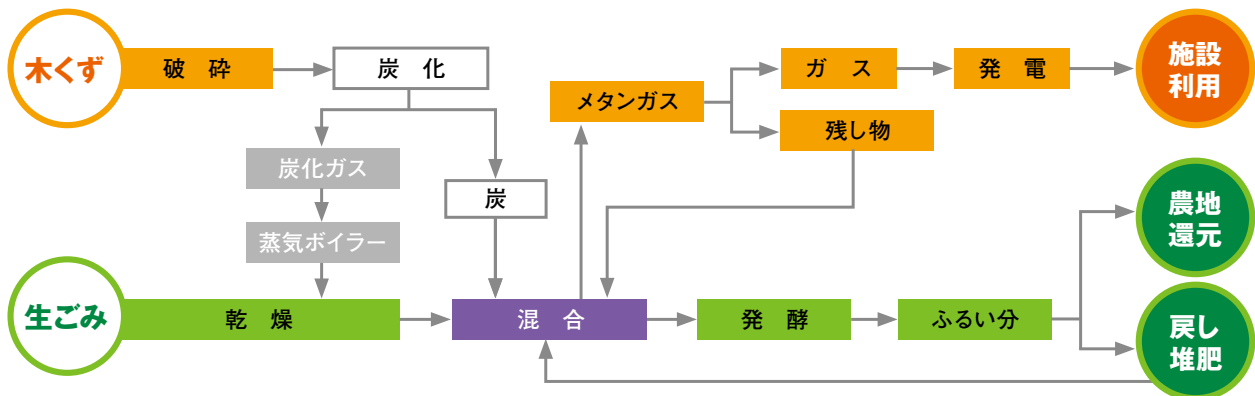 木くず
破 砕
炭 化
ガ ス
発 電
施設
利用
メタンガス
残し物
炭化ガス
炭
蒸気ボイラー
農地
還元
生ごみ
乾 燥
混 合
発 酵
ふるい分
戻し
堆肥